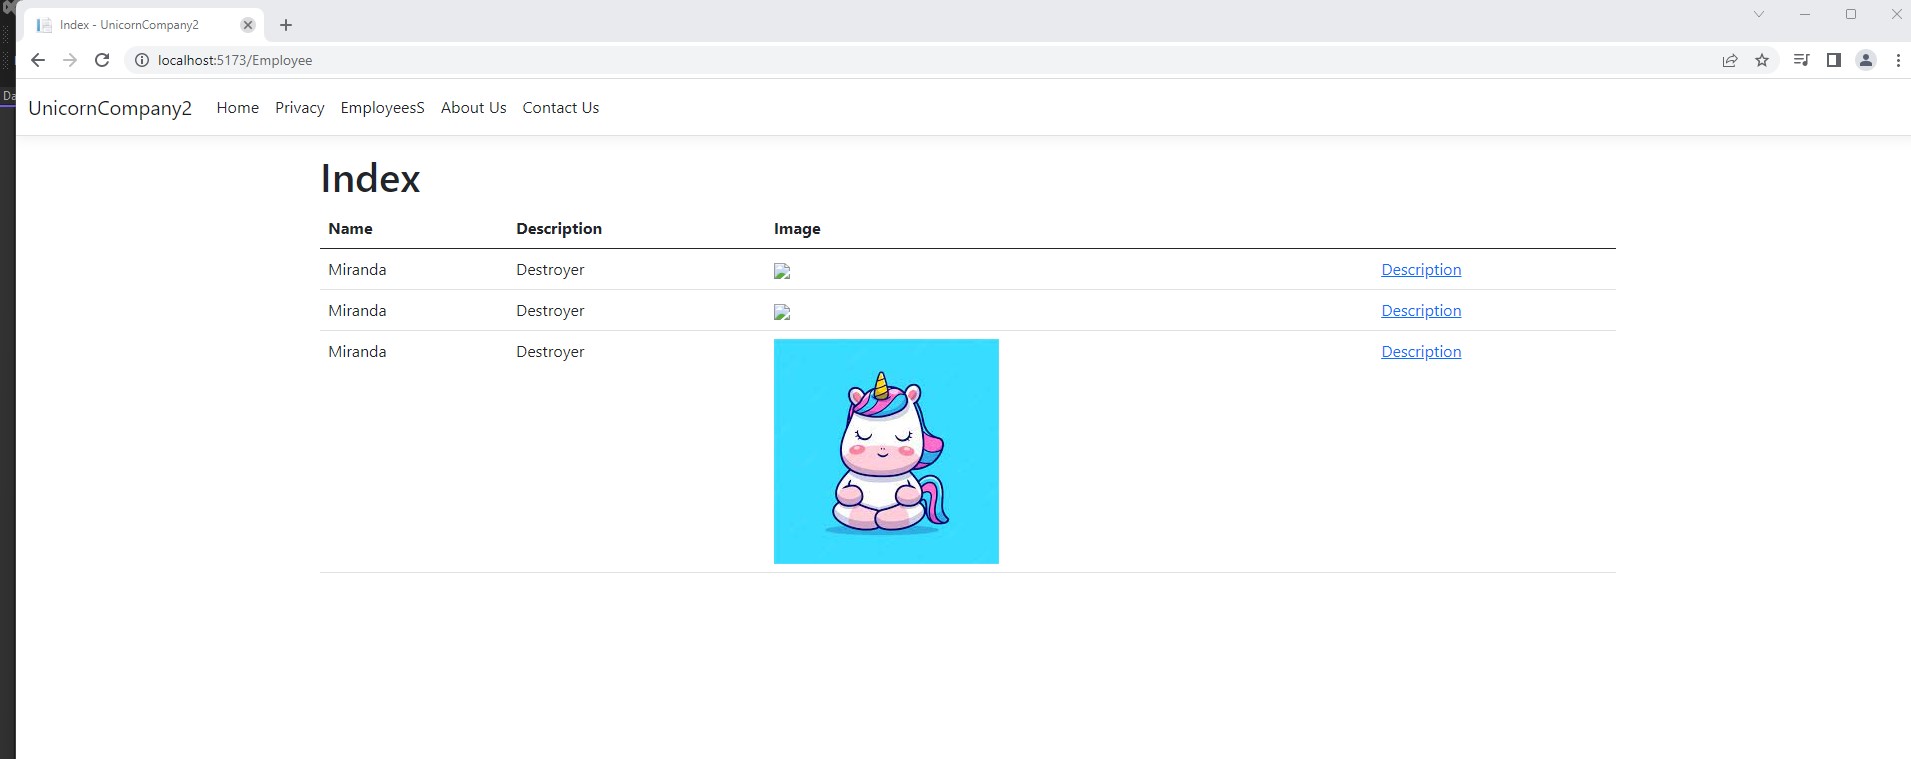 Index - UnicornCompany2
localhost:5173/Employee
Da
UnicornCompany2 Home Privacy EmployeesS About Us Contact Us
Index
Name Description Image
Miranda Destroyer Description
Miranda Destroyer Description
Miranda Destroyer Description